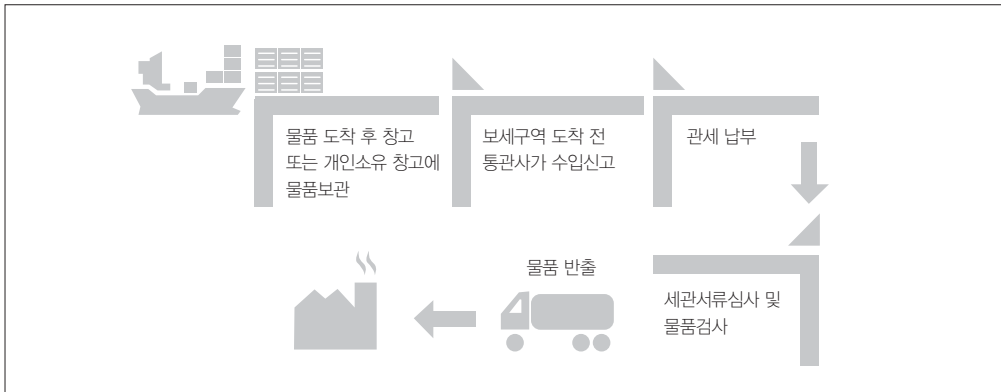 물품 도착 후 창고
또는 개인소유 창고에
물품보관
보세구역 도착 전
통관사가 수입신고
관세 납부
세관서류심사 및
물품검사
물품 반출